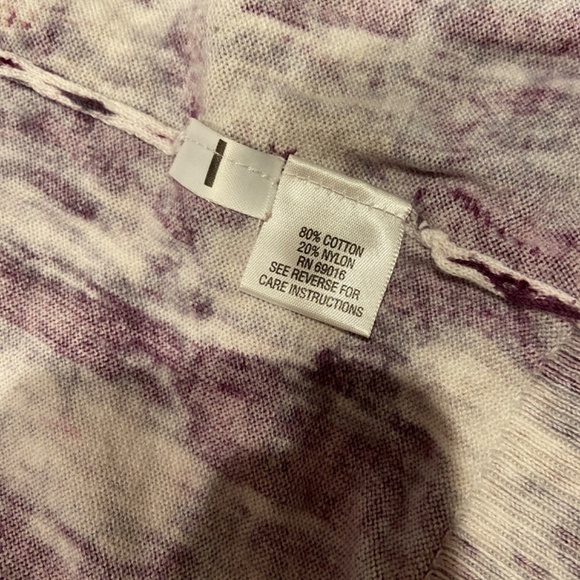 80% COTTON
20% NYLON
RN 69016
SEE REVERSE FOR
CARE INSTRUCTIONS